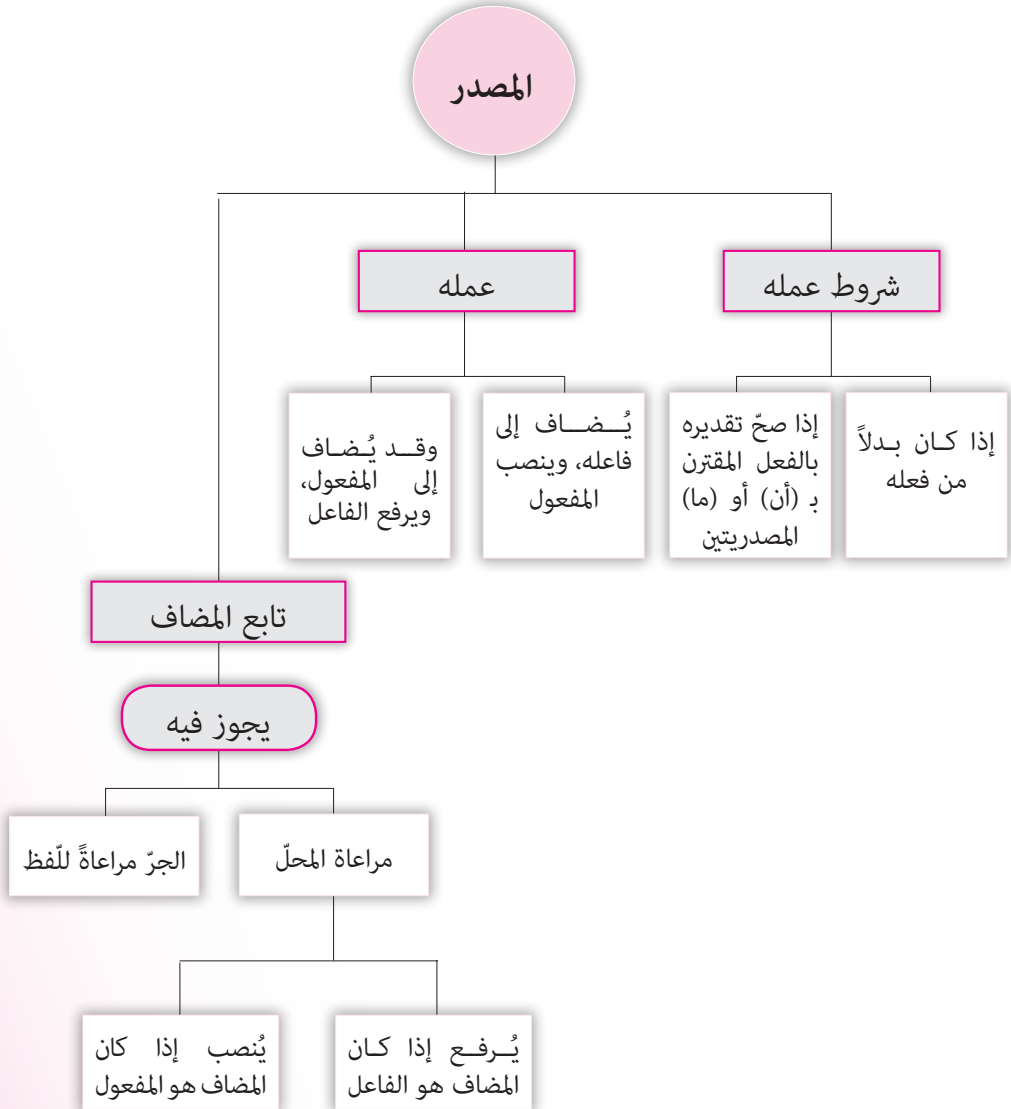 المصدر
شروط عمله
عمله
إذا كان بدلاً
من فعله
إذا صحّ تقديره
بالفعل المقترن
بـ (أن) أو (ما)
المصدريتين
يُضاف إلى
فاعله، وينصب
المفعول
وقد يُضاف
إلى المفعول،
ويرفع الفاعل
تابع المضاف
يجوز فيه
مراعاة المحلّ
الجرّ مراعاةً للّفظ
يُرفع إذا كان
المضاف هو الفاعل
يُنصب إذا كان
المضاف هو المفعول